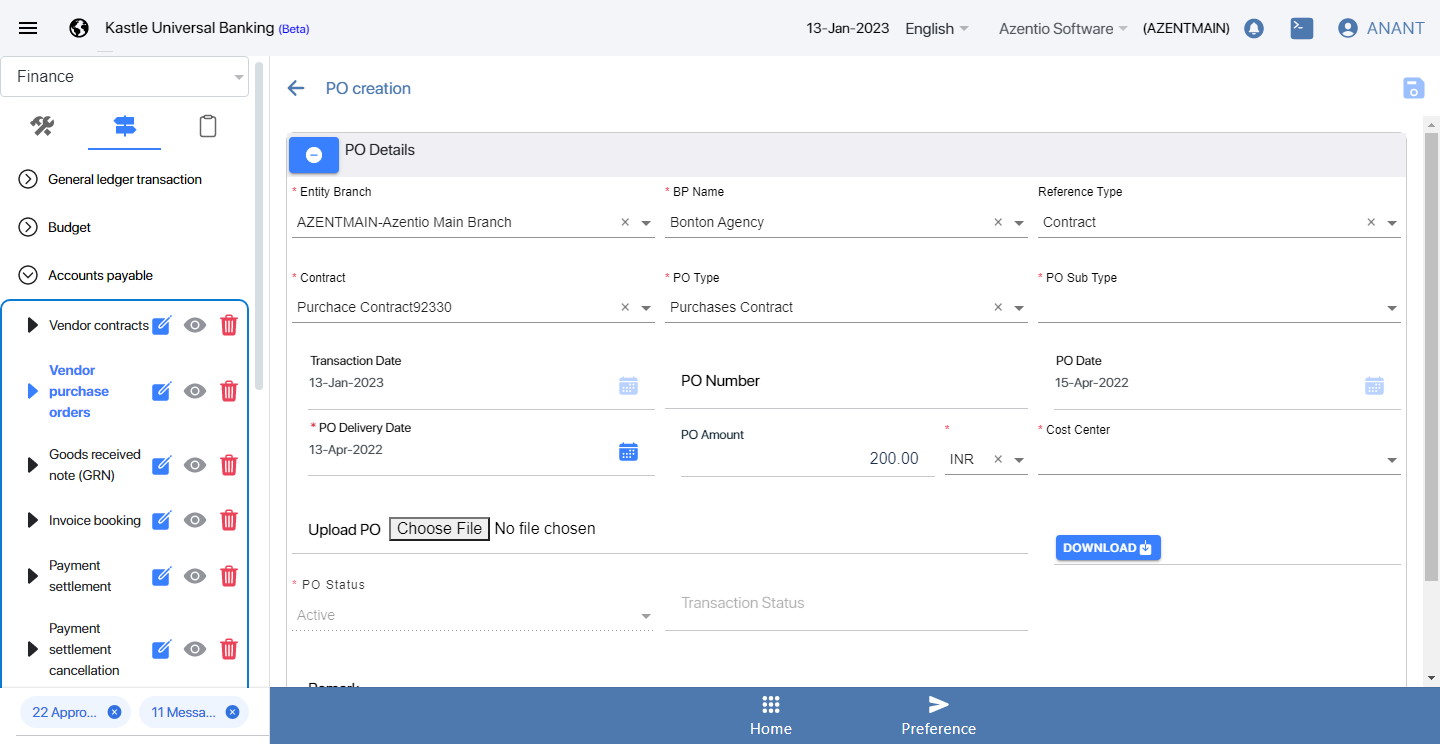 Kastle Universal Banking (Beta)
13-Jan-2023
English
Azentio Software
(AZENTMAIN)
ANANT
Finance
General ledger transaction
Budget
Accounts payable
Vendor contracts
Vendor
purchase
orders
Goods received
note (GRN)
Invoice booking
Payment
settlement
Payment
settlement
cancellation
22 Appro...
11 Messa...
PO creation
PO Details
* Entity Branch
* BP Name
Reference Type
AZENTMAIN-Azentio Main Branch
Bonton Agency
Contract
* Contract
* PO Type
* PO Sub Type
Purchace Contract92330
Purchases Contract
Transaction Date
13-Jan-2023
PO Number
PO Date
15-Apr-2022
* PO Delivery Date
13-Apr-2022
PO Amount
200.00
*
INR
* Cost Center
Upload PO Choose File No file chosen
DOWNLOAD
* PO Status
Active
Transaction Status
Remark
Home
Preference